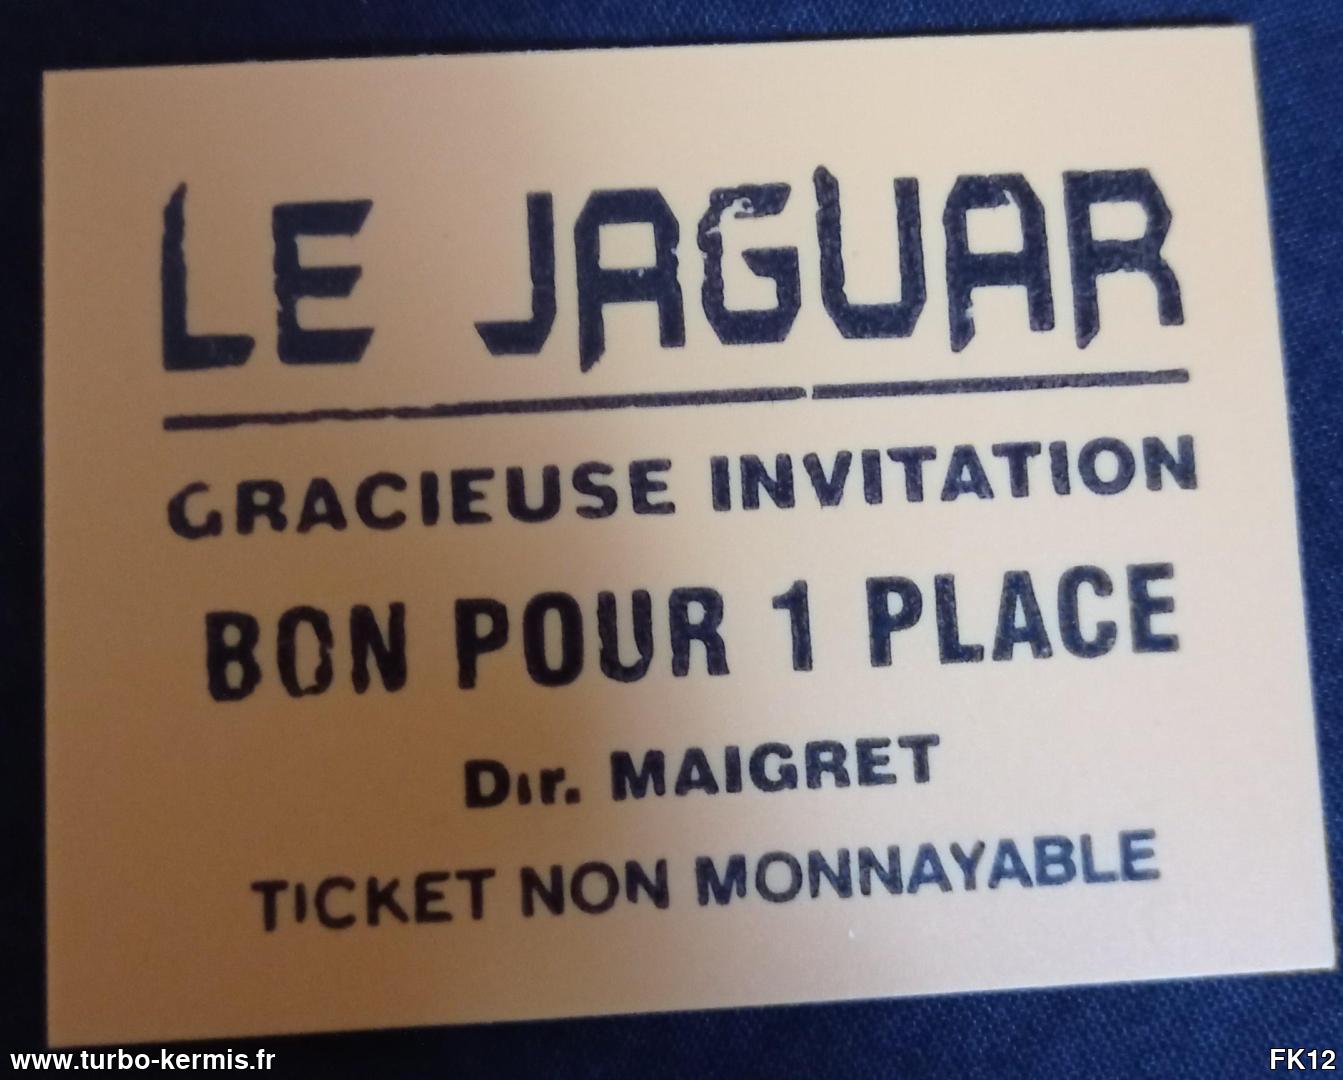 LE JAGUAR
GRACIEUSE INVITATION
BON POUR 1 PLACE
Dir. MAIGRET
TICKET NON MONNAYABLE
www.turbo-kermis.fr
FK12